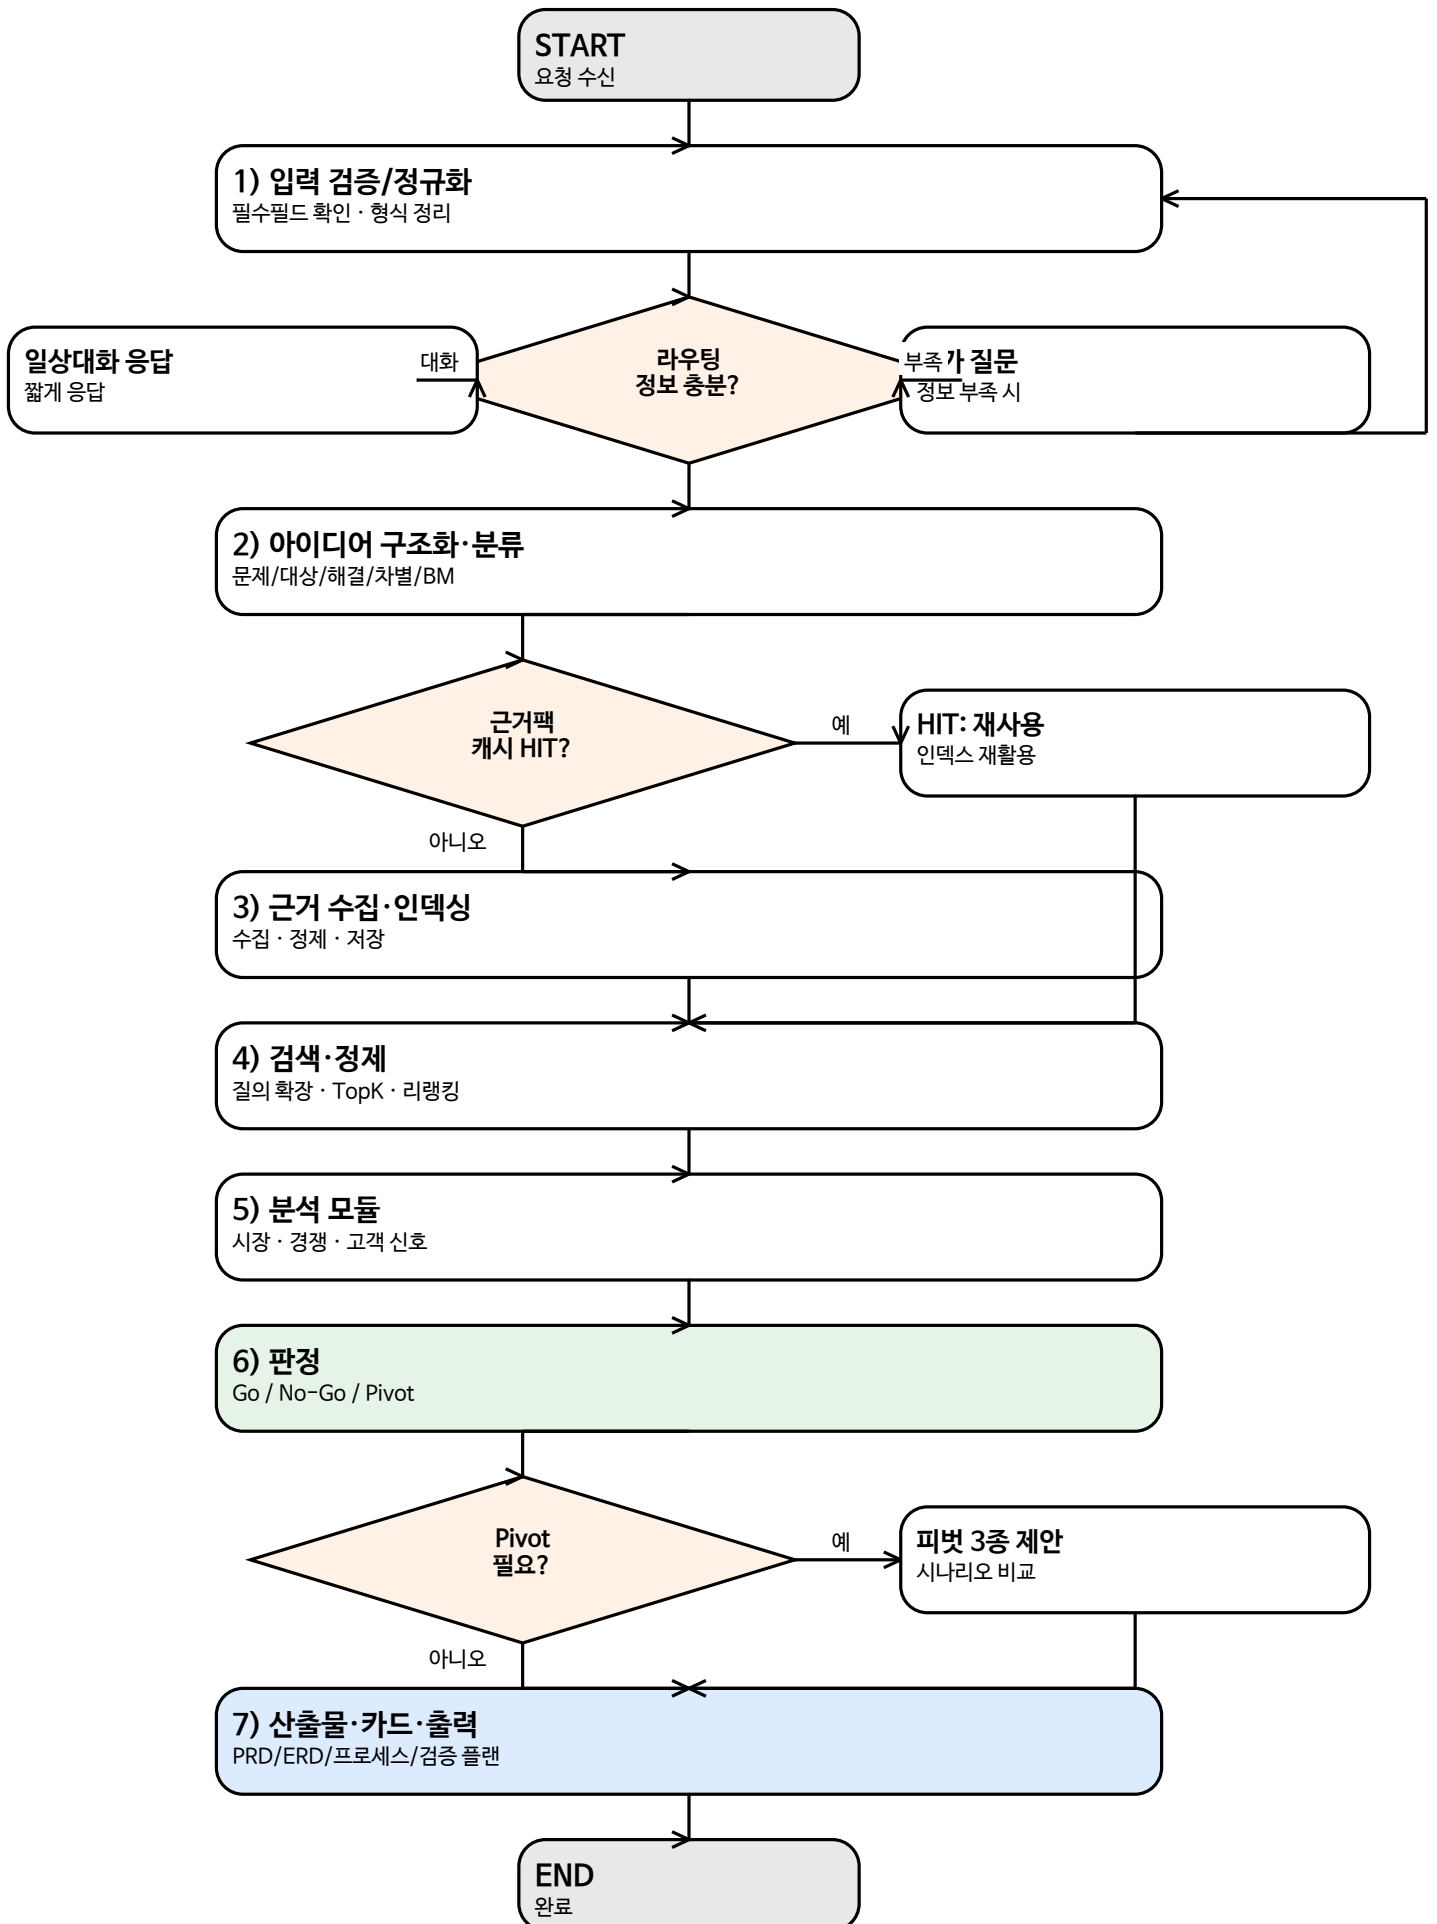 START
요청 수신
1) 입력 검증/정규화
필수필드 확인 · 형식 정리
일상대화 응답
짧게 응답
대화
라우팅
정보 충분?
부족
질문
정보 부족 시
2) 아이디어 구조화·분류
문제/대상/해결/차별/BM
근거팩
캐시 HIT?
예
HIT: 재사용
인덱스 재활용
아니오
3) 근거 수집·인덱싱
수집 · 정제 · 저장
4) 검색·정제
질의 확장 · TopK · 리랭킹
5) 분석 모듈
시장 · 경쟁 · 고객 신호
6) 판정
Go / No-Go / Pivot
Pivot
필요?
예
피벗 3종 제안
시나리오 비교
아니오
7) 산출물·카드·출력
PRD/ERD/프로세스/검증 플랜
END
완료